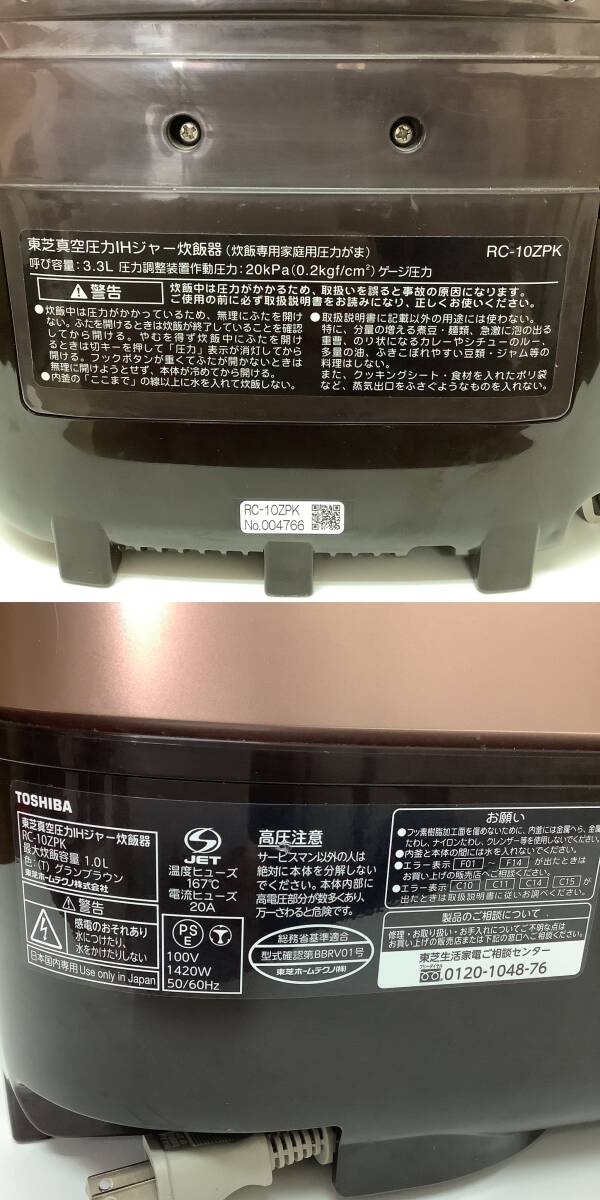 東芝真空圧力IHジャー炊飯器(炊飯専用家庭用圧力がま) RC-10ZPK
呼び容量:3.3L 圧力調整装置作動圧力:20kPa(0.2kgf/cm²)ゲージ圧力
警告
炊飯中は圧力がかかるため、取扱いを誤ると事故の原因になります。
ご使用の前に必ず取扱説明書をお読みになり、正しくお使いください。
●炊飯中は圧力がかかっているため、無理にふたを開け
ない。ふたを開けるときは炊飯が終了していることを確認
してから開ける。やむを得ず炊飯中にふたを開け
るときは切キーを押して「圧力」表示が消灯してから
開ける。フックボタンが重くてふたが開かないときは
無理に開けようとせず、本体が冷めてから開ける。
●内釜の「ここまで」の線以上に水を入れて炊飯しない。
●取扱説明書に記載以外の用途には使わない。
特に、分量の増える煮豆・麺類、急激に泡の出る
重曹、のり状になるカレーやシチューのルー、
多量の油、ふきこぼれやすい豆類・ジャム等の
料理はしない。
また、クッキングシート・食材を入れたポリ袋
など、蒸気出口をふさぐようなものを入れない。
RC-10ZPK
No.004766
TOSHIBA
東芝真空圧力IHジャー炊飯器
RC-10ZPK
最大炊飯容量 1.0L
色:(T) グランブラウン
東芝ホームテクノ株式会社
警告
感電のおそれあり
水につけたり、
水をかけたりしない
日本国内専用 Use only in Japan
JET
温度ヒューズ
167℃
電流ヒューズ
20A
PS
E
100V
1420W
50/60Hz
高圧注意
サービスマン以外の人は
絶対に本体を分解しない
でください。本体内部に
高電圧部分が数多くあり、
万一さわると危険です。
総務省基準適合
型式確認第BBRV01号
東芝ホームテクノ(株)
お願い
●フッ素樹脂加工面を傷めないために、内釜には金属へら、金属
たわし、ナイロンたわし、クレンザー等を使用しないでください。
●内釜と本体の間には水を入れないでください。
●エラー表示 F01 ～ F14 が出たときは
お買い上げの販売店へご相談ください。
●エラー表示 C10 C11 C14 C15 が
出たときは取扱説明書に従いお調べください。
製品のご相談について
修理・お取り扱い・お手入れについてご不明な点は
お買い上げの販売店または下記の窓口へご相談ください。
東芝生活家電ご相談センター
フリーダイヤル
0120-1048-76